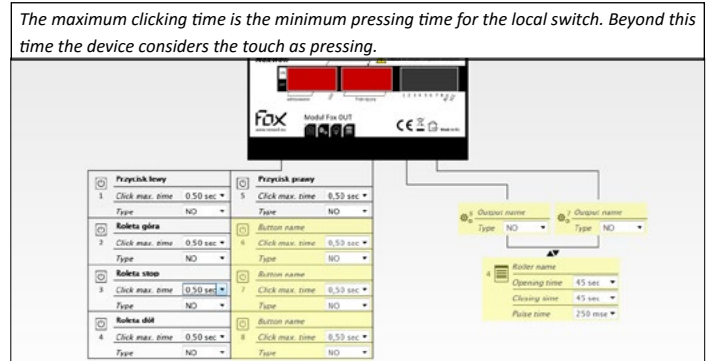 The maximum clicking time is the minimum pressing time for the local switch. Beyond this
time the device considers the touch as pressing.
FOX
Moduł Fox OUT
CE
Przycisk lewy
1 Click max. time 0.50 sec
Type NO
Roleta góra
2 Click max. time 0.50 sec
Type NO
Roleta stop
3 Click max. time 0.50 sec
Type NO
Roleta dół
4 Click max. time 0.50 sec
Type NO
Przycisk prawy
5 Click max. time 0.50 sec
Type NO
Button name
6 Click max. time 0,50 sec
Type NO
Button name
7 Click max. time 0,50 sec
Type NO
Button name
8 Click max. time 0,50 sec
Type NO
Output name
Type NO
Output name
Type NO
4 Roller name
Opening time 45 sec
Closing time 45 sec
Pulse time 250 mse